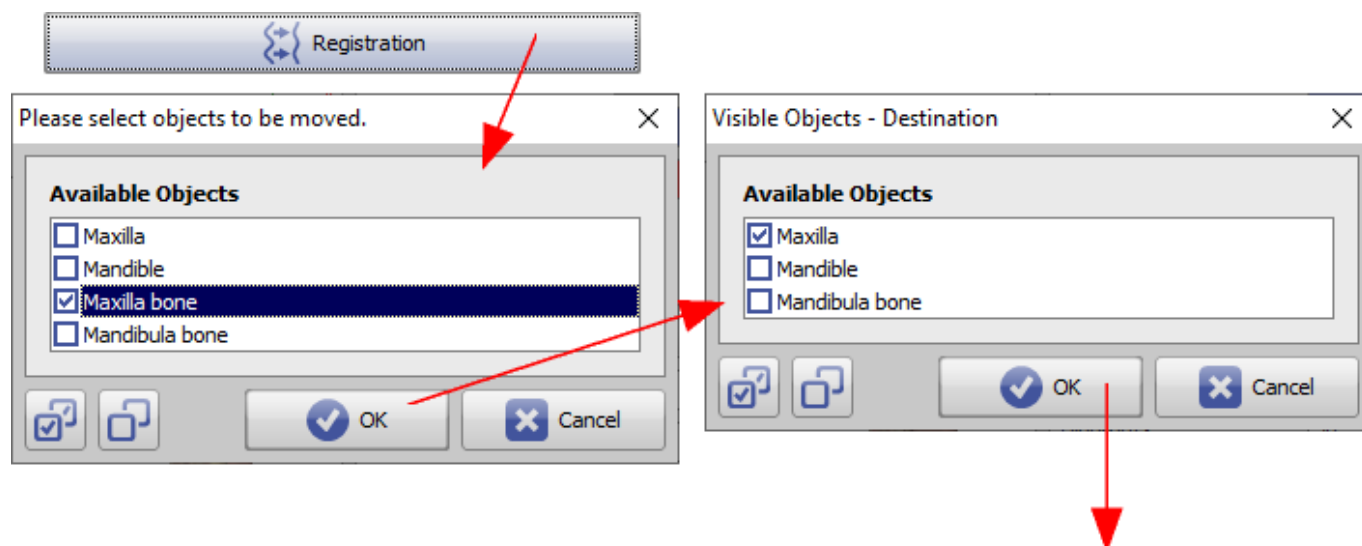 Registration
Please select objects to be moved.
Available Objects
Maxilla
Mandible
Maxilla bone
Mandibula bone
OK
Cancel
Visible Objects - Destination
Available Objects
Maxilla
Mandible
Mandibula bone
OK
Cancel